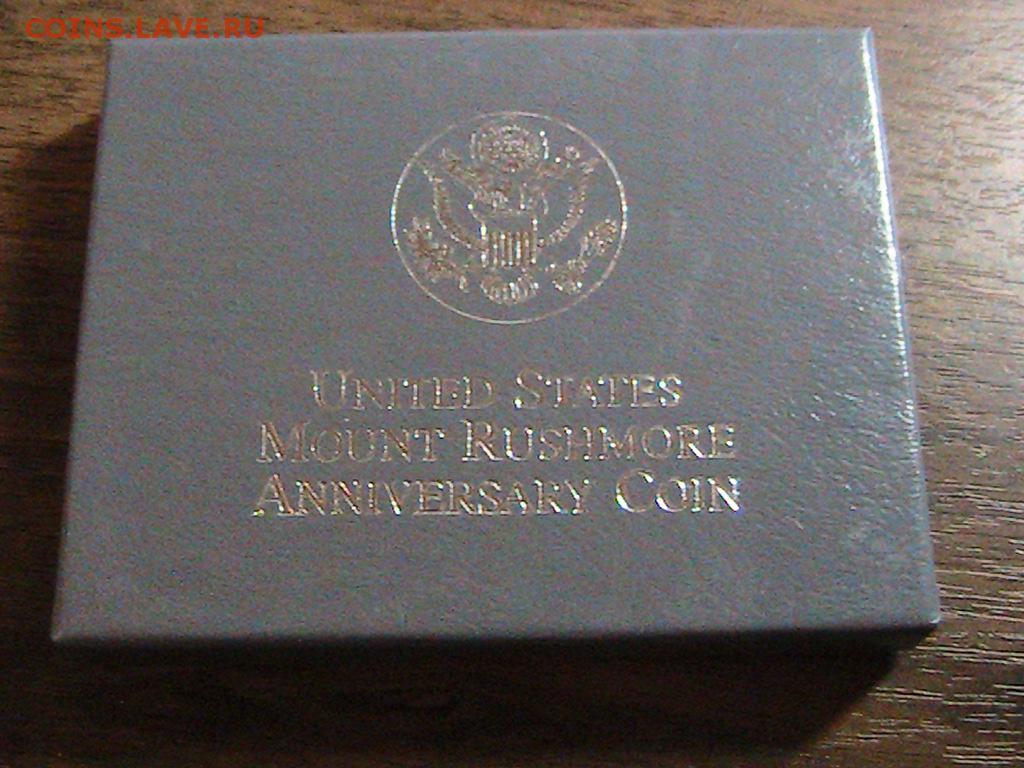 COINS.LAVE.RU
UNITED STATES
MOUNT RUSHMORE
ANNIVERSARY COIN